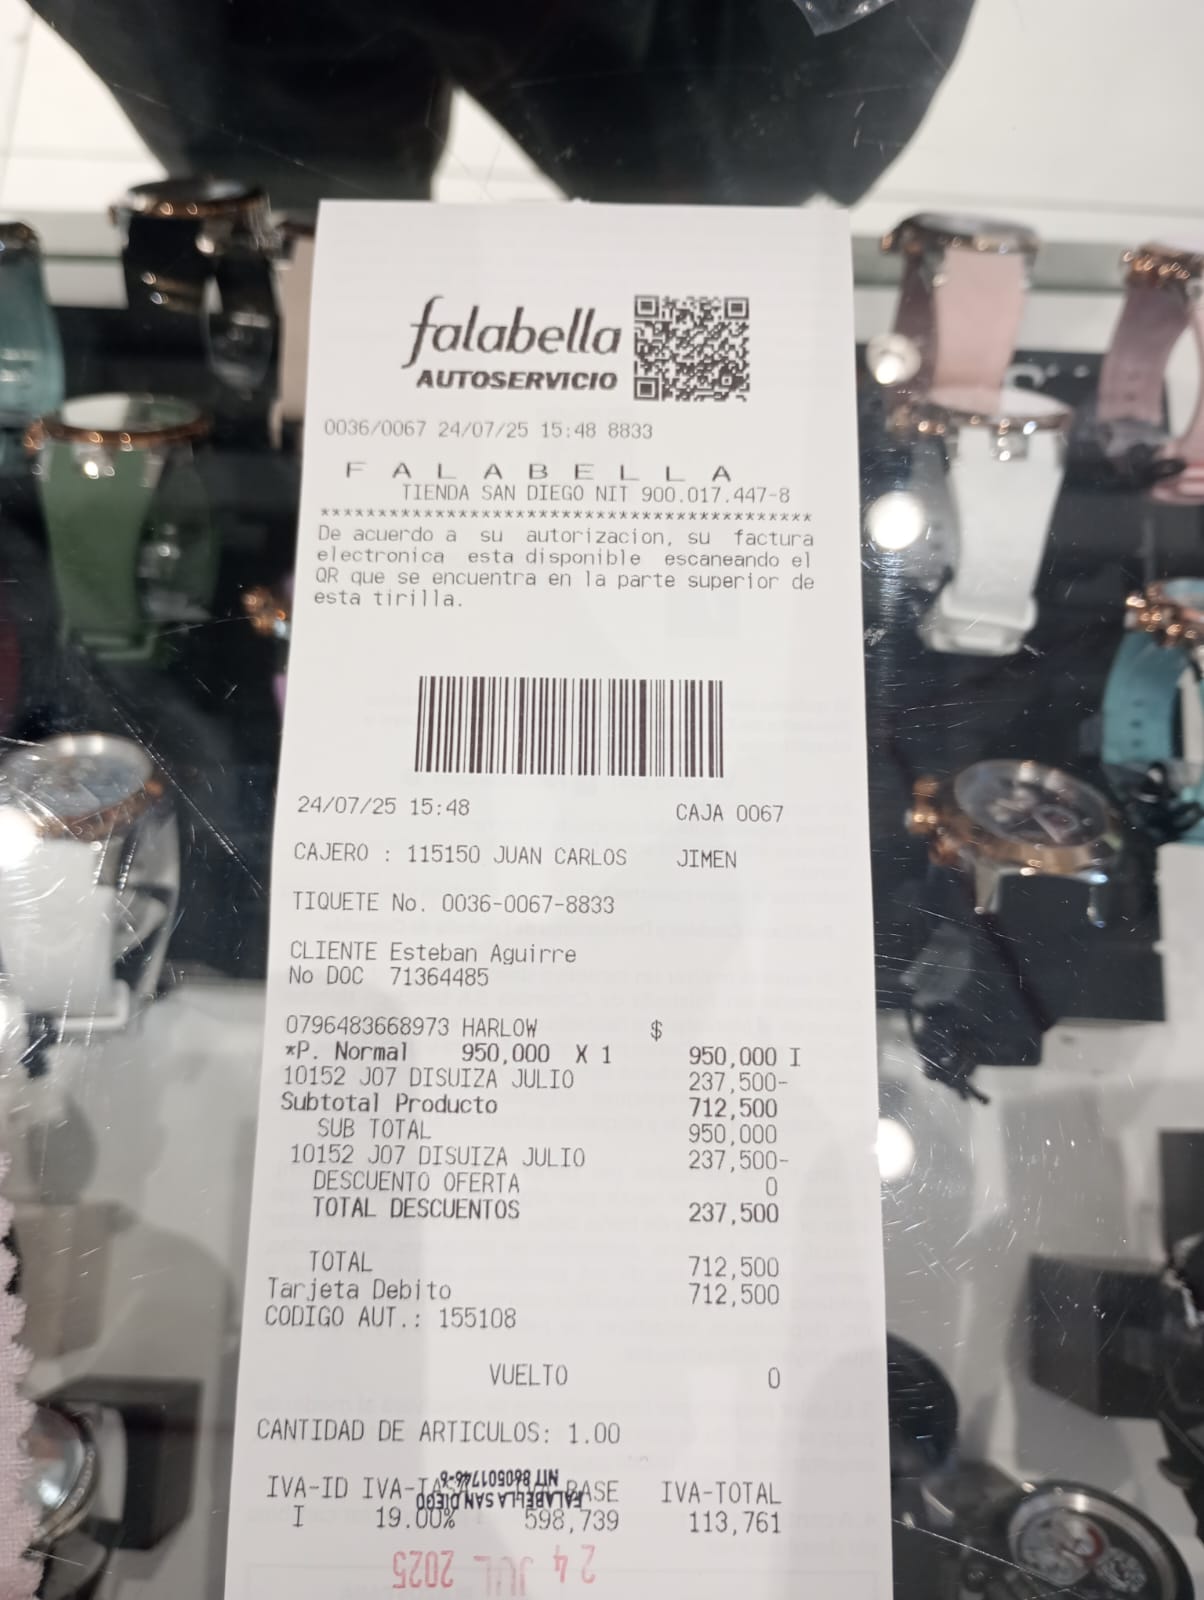 falabella
AUTOSERVICIO
0036/0067 24/07/25 15:48 8833
F A L A B E L L A
TIENDA SAN DIEGO NIT 900.017.447-8
********************************************
De acuerdo a su autorizacion, su factura
electronica esta disponible escaneando el
QR que se encuentra en la parte superior de
esta tirilla.
24/07/25 15:48 CAJA 0067
CAJERO : 115150 JUAN CARLOS JIMEN
TIQUETE No. 0036-0067-8833
CLIENTE Esteban Aguirre
No DOC 71364485
0796483668973 HARLOW $
*P. Normal 950,000 X 1 950,000 I
10152 J07 DISUIZA JULIO 237,500-
Subtotal Producto 712,500
SUB TOTAL 950,000
10152 J07 DISUIZA JULIO 237,500-
DESCUENTO OFERTA 0
TOTAL DESCUENTOS 237,500
TOTAL 712,500
Tarjeta Debito 712,500
CODIGO AUT.: 155108
VUELTO 0
CANTIDAD DE ARTICULOS: 1.00
IVA-ID BASE IVA-TOTAL
I 19.00% 598,739 113,761
FALABELLA SAN DIEGO
24 JUL 2025